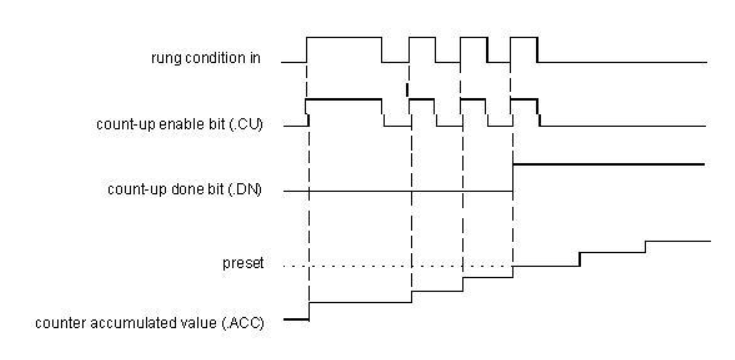 rung condition in
count-up enable bit (.CU)
count-up done bit (.DN)
preset
counter accumulated value (.ACC)